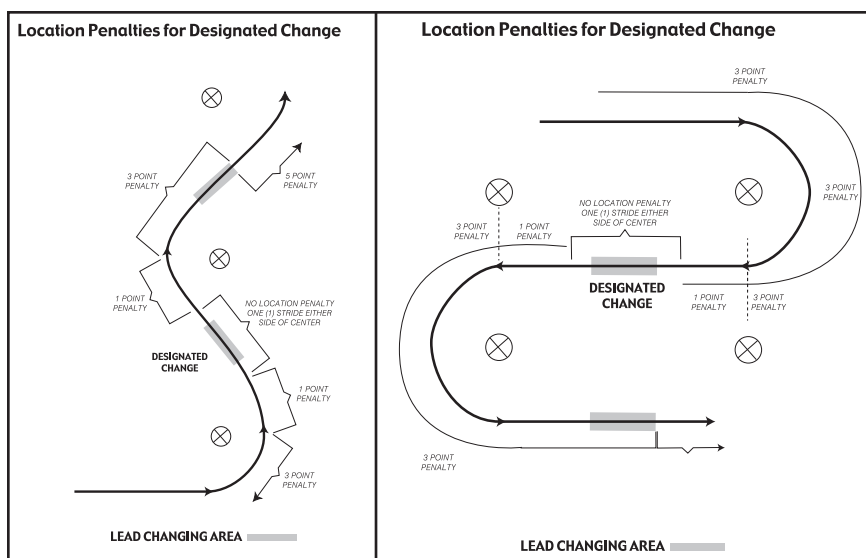 Location Penalties for Designated Change
3 POINT
PENALTY
5 POINT
PENALTY
1 POINT
PENALTY
NO LOCATION PENALTY
ONE (1) STRIDE EITHER
SIDE OF CENTER
DESIGNATED
CHANGE
1 POINT
PENALTY
3 POINT
PENALTY
LEAD CHANGING AREA
Location Penalties for Designated Change
3 POINT
PENALTY
3 POINT
PENALTY
NO LOCATION PENALTY
ONE (1) STRIDE EITHER
SIDE OF CENTER
3 POINT
PENALTY
1 POINT
PENALTY
DESIGNATED
CHANGE
1 POINT
PENALTY
3 POINT
PENALTY
3 POINT
PENALTY
LEAD CHANGING AREA